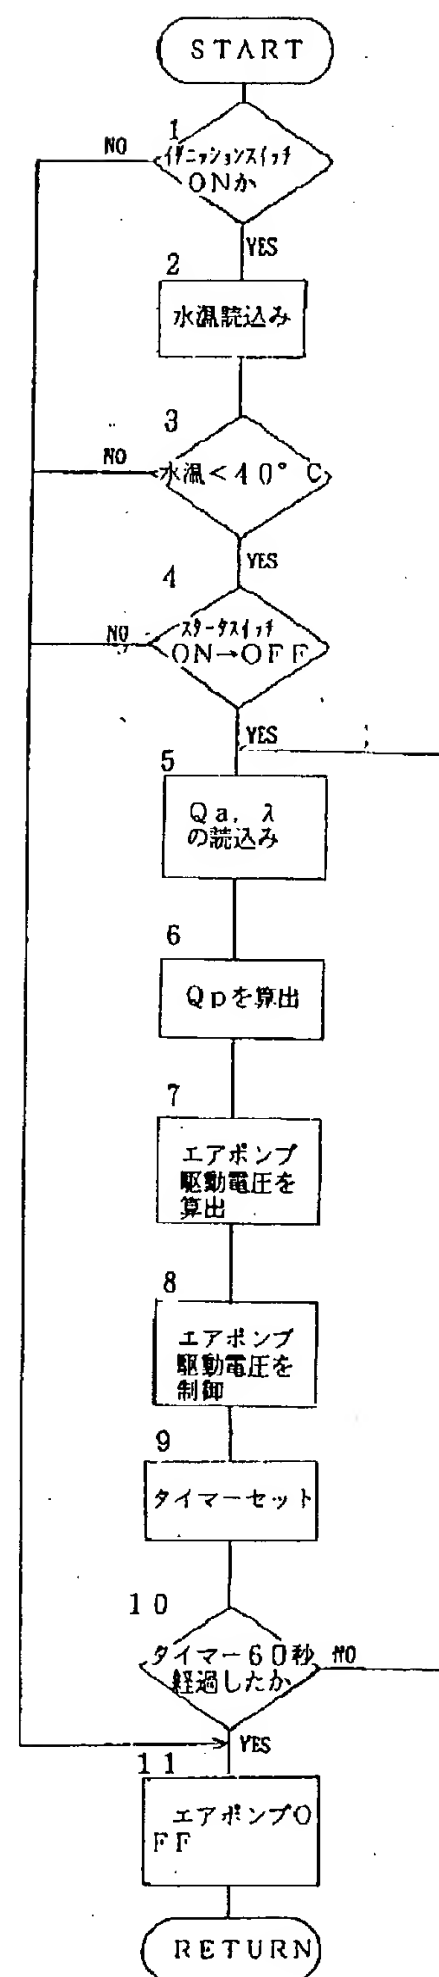 START
1
NO
イグニッションスイッチ
ONか
YES
2
水温読込み
3
NO
水温<40°C
YES
4
NO
スタータスイッチ
ON→OFF
YES
5
Qa, λ
の読込み
6
Qpを算出
7
エアポンプ
駆動電圧を
算出
8
エアポンプ
駆動電圧を
制御
9
タイマーセット
10
タイマー60秒
経過したか
NO
YES
11
エアポンプO
FF
RETURN